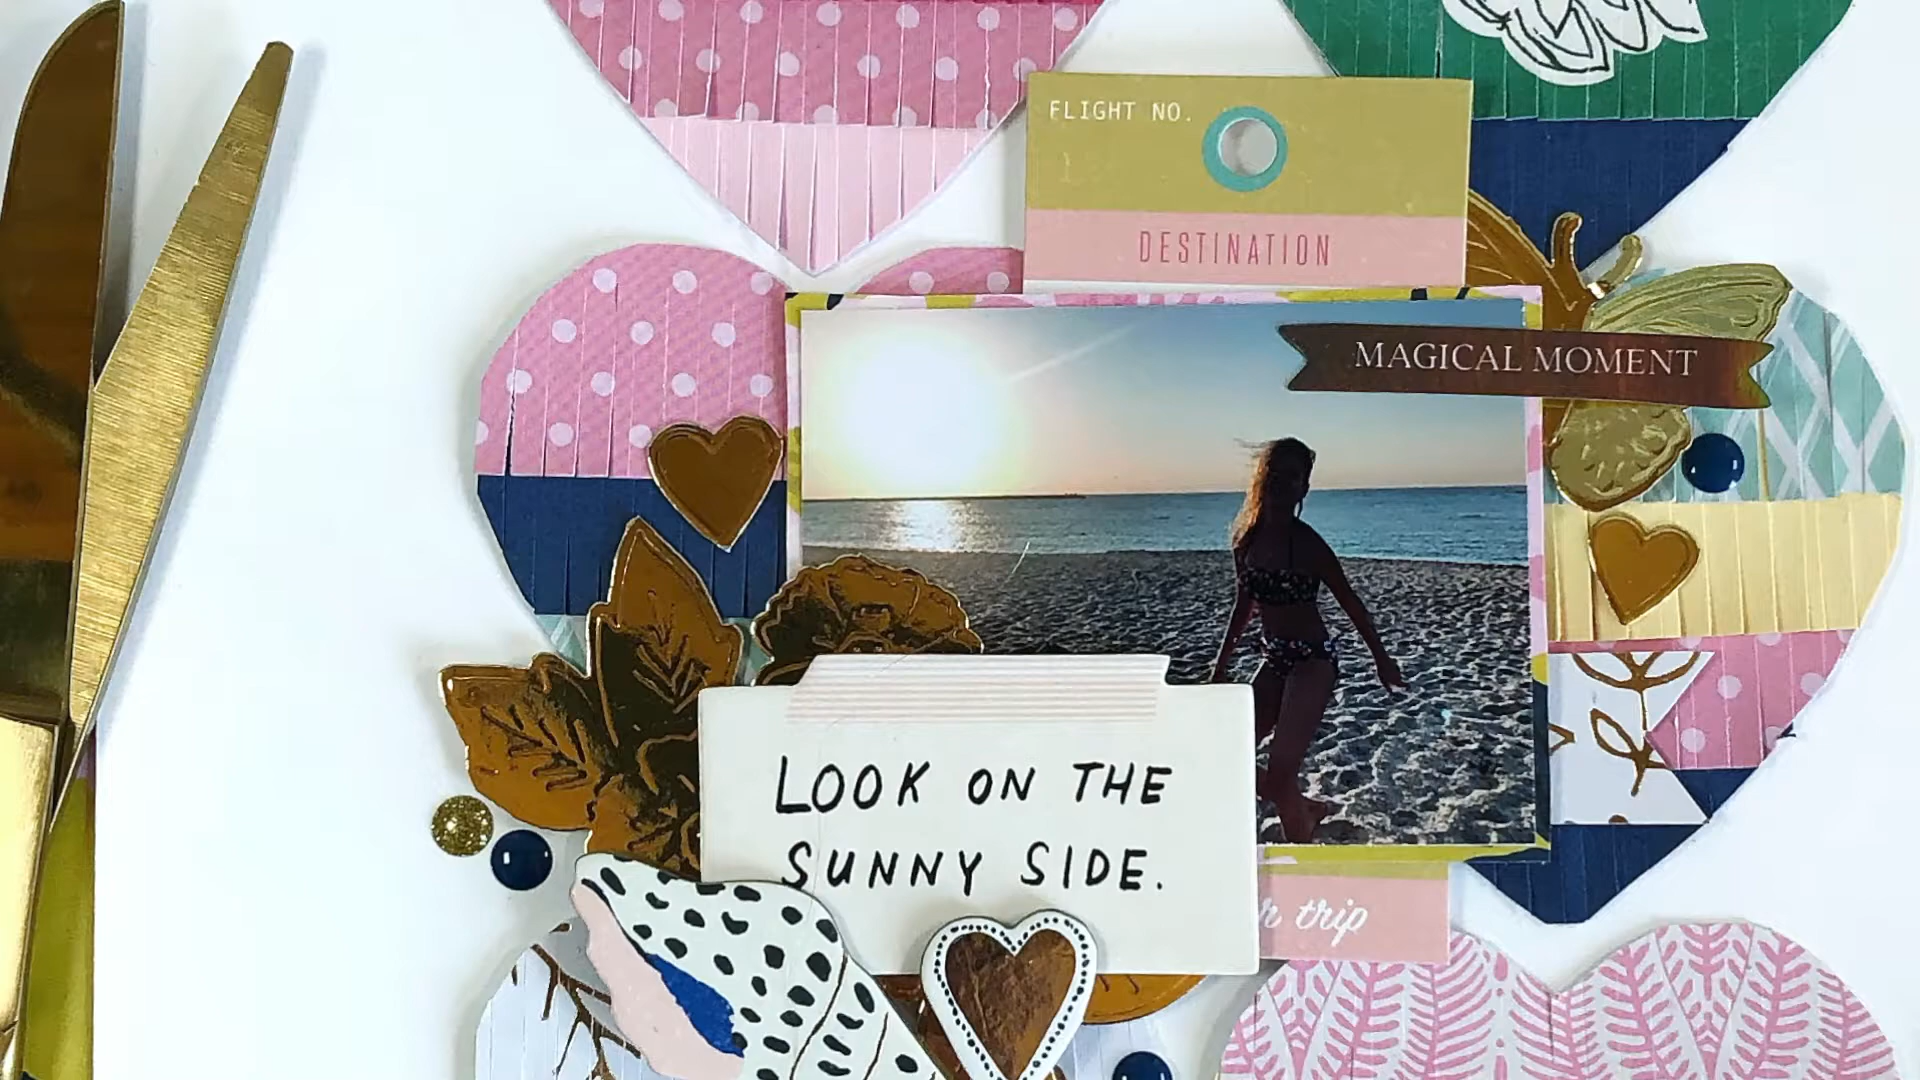 FLIGHT NO.
DESTINATION
MAGICAL MOMENT
LOOK ON THE
SUNNY SIDE.
trip